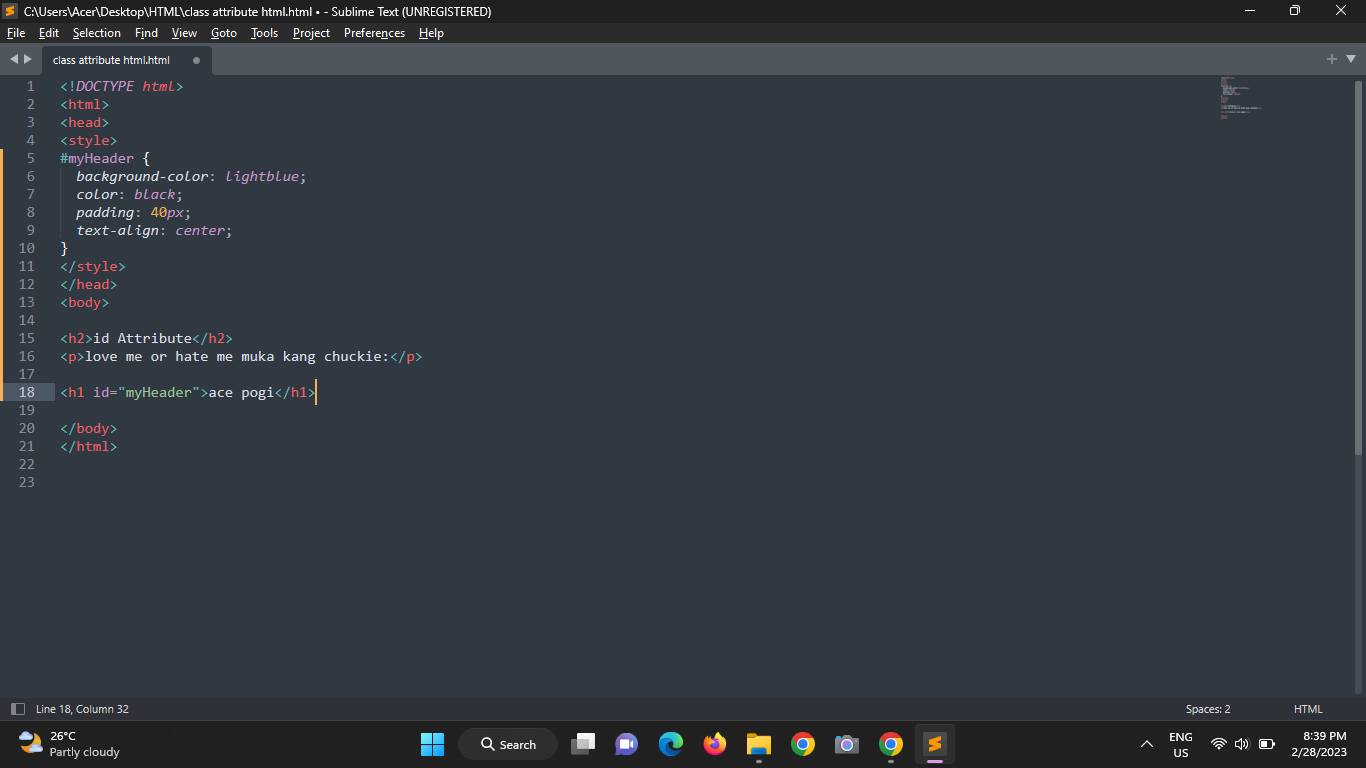 C:\Users\Acer\Desktop\HTML\class attribute html.html • - Sublime Text (UNREGISTERED)
File Edit Selection Find View Goto Tools Project Preferences Help
class attribute html.html
1 <!DOCTYPE html>
2 <html>
3 <head>
4 <style>
5 #myHeader {
6   background-color: lightblue;
7   color: black;
8   padding: 40px;
9   text-align: center;
10 }
11 </style>
12 </head>
13 <body>
14
15 <h2>id Attribute</h2>
16 <p>love me or hate me muka kang chuckie:</p>
17
18 <h1 id="myHeader">ace pogi</h1>
19
20 </body>
21 </html>
22
23
Line 18, Column 32 Spaces: 2 HTML
26°C
Partly cloudy
Search
ENG
US
8:39 PM
2/28/2023